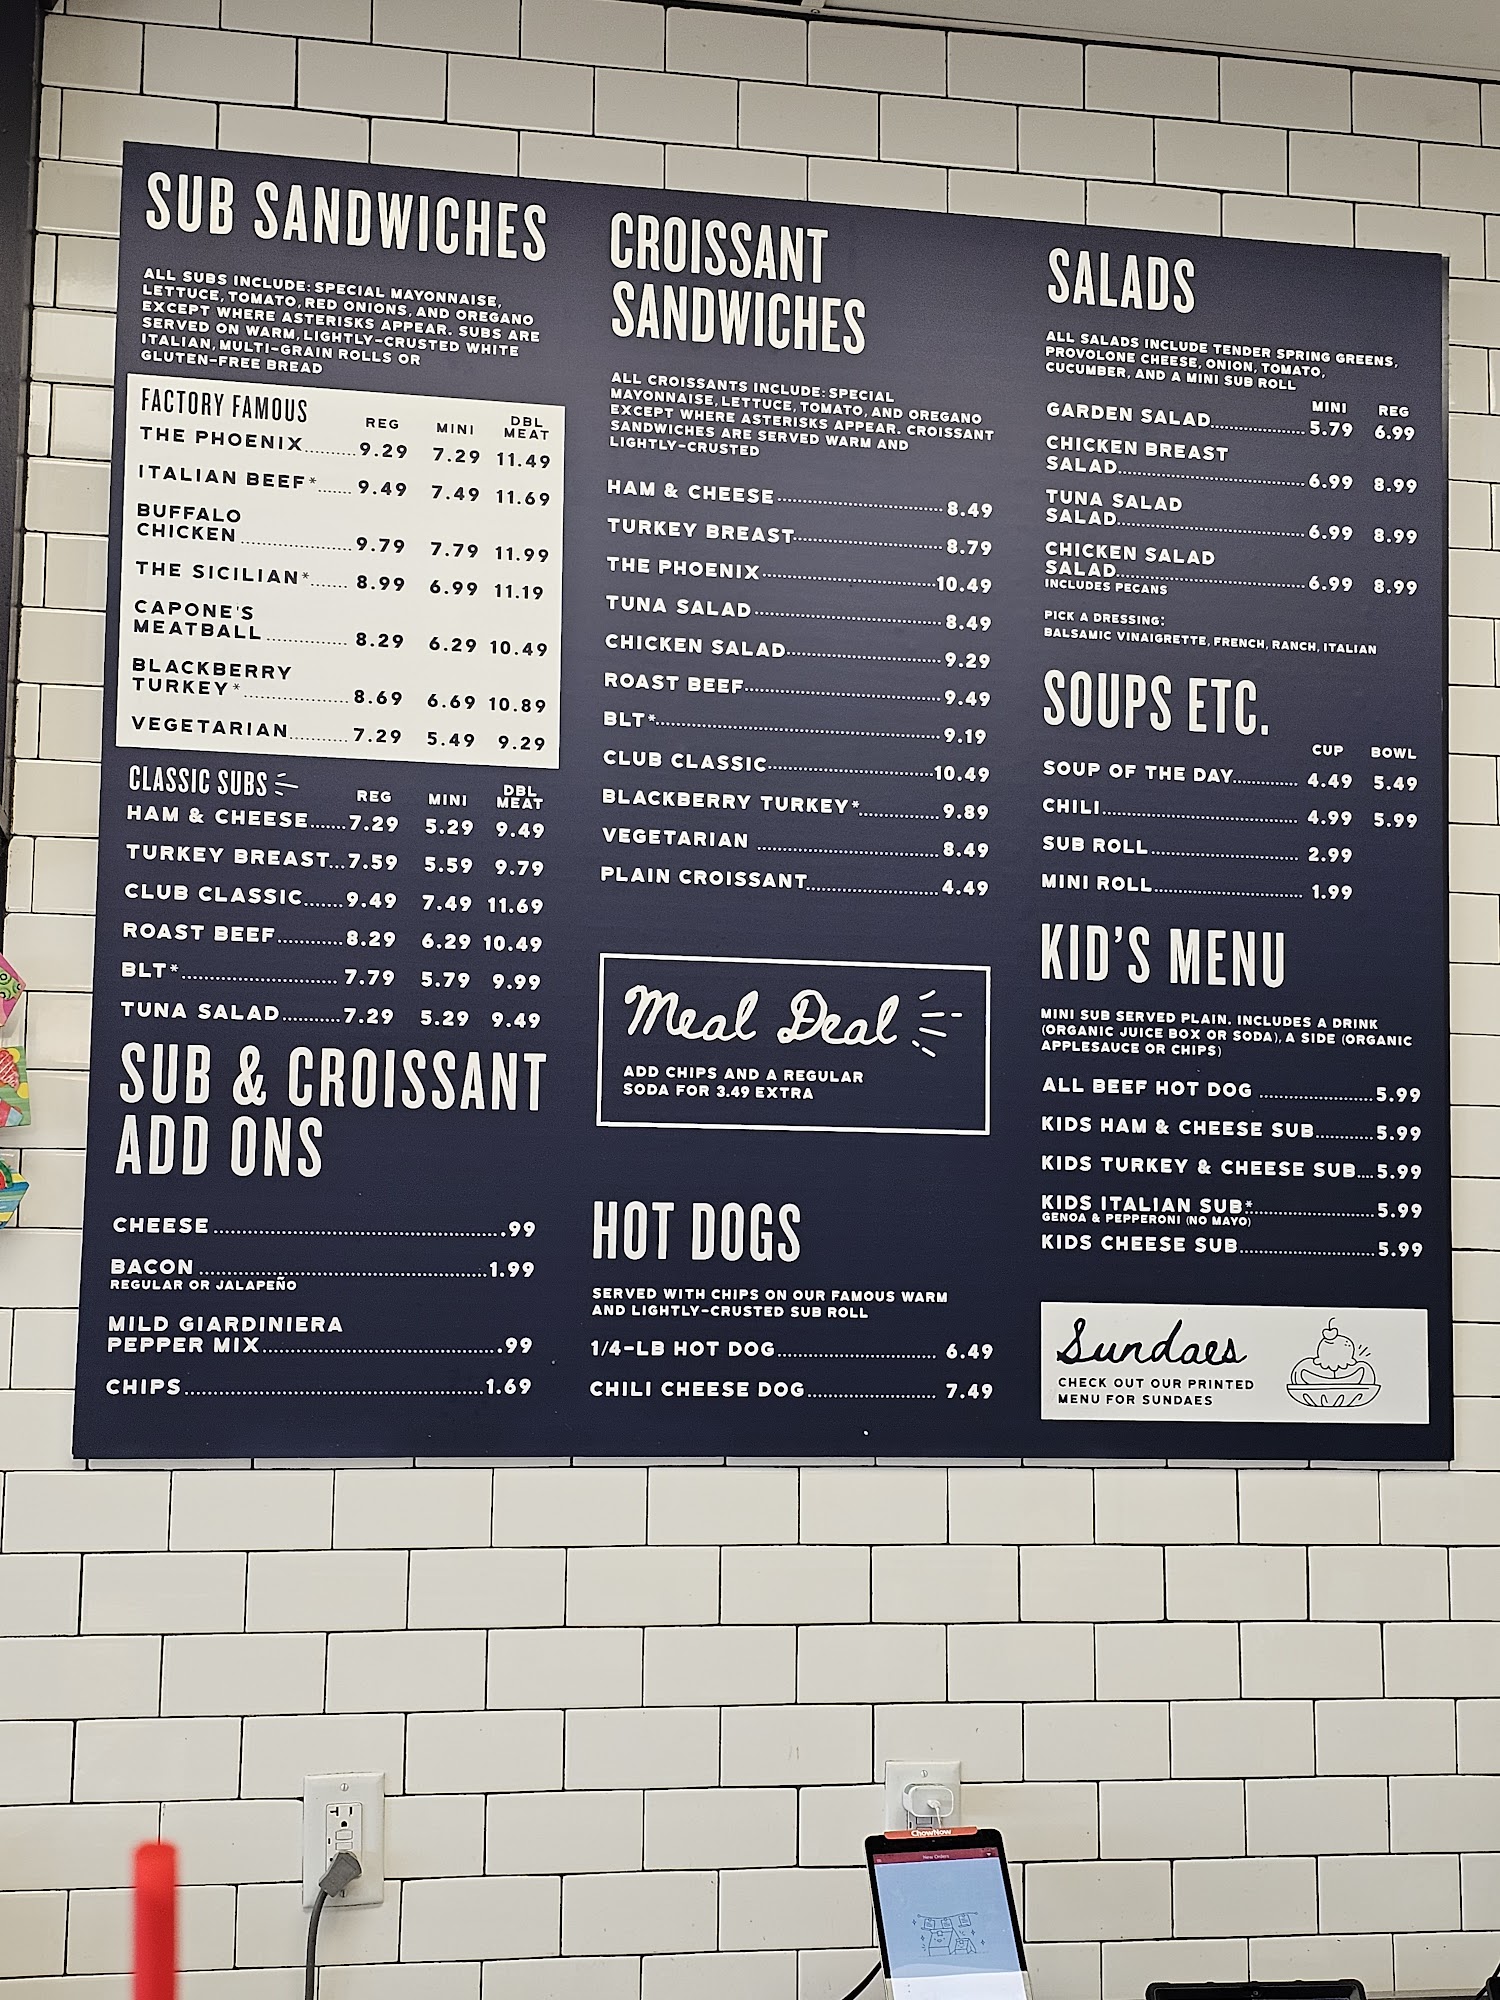 SUB SANDWICHES
ALL SUBS INCLUDE: SPECIAL MAYONNAISE,
LETTUCE, TOMATO, RED ONIONS, AND OREGANO
EXCEPT WHERE ASTERISKS APPEAR. SUBS ARE
SERVED ON WARM, LIGHTLY-CRUSTED WHITE
ITALIAN, MULTI-GRAIN ROLLS OR
GLUTEN-FREE BREAD
FACTORY FAMOUS REG MINI DBL
MEAT
THE PHOENIX 9.29 7.29 11.49
ITALIAN BEEF* 9.49 7.49 11.69
BUFFALO
CHICKEN 9.79 7.79 11.99
THE SICILIAN* 8.99 6.99 11.19
CAPONE'S
MEATBALL 8.29 6.29 10.49
BLACKBERRY
TURKEY* 8.69 6.69 10.89
VEGETARIAN 7.29 5.49 9.29
CLASSIC SUBS REG MINI DBL
MEAT
HAM & CHEESE 7.29 5.29 9.49
TURKEY BREAST 7.59 5.59 9.79
CLUB CLASSIC 9.49 7.49 11.69
ROAST BEEF 8.29 6.29 10.49
BLT* 7.79 5.79 9.99
TUNA SALAD 7.29 5.29 9.49
SUB & CROISSANT
ADD ONS
CHEESE .99
BACON 1.99
REGULAR OR JALAPEÑO
MILD GIARDINIERA
PEPPER MIX .99
CHIPS 1.69
CROISSANT
SANDWICHES
ALL CROISSANTS INCLUDE: SPECIAL
MAYONNAISE, LETTUCE, TOMATO, AND OREGANO
EXCEPT WHERE ASTERISKS APPEAR. CROISSANT
SANDWICHES ARE SERVED WARM AND
LIGHTLY-CRUSTED
HAM & CHEESE 8.49
TURKEY BREAST 8.79
THE PHOENIX 10.49
TUNA SALAD 8.49
CHICKEN SALAD 9.29
ROAST BEEF 9.49
BLT* 9.19
CLUB CLASSIC 10.49
BLACKBERRY TURKEY* 9.89
VEGETARIAN 8.49
PLAIN CROISSANT 4.49
Meal Deal
ADD CHIPS AND A REGULAR
SODA FOR 3.49 EXTRA
HOT DOGS
SERVED WITH CHIPS ON OUR FAMOUS WARM
AND LIGHTLY-CRUSTED SUB ROLL
1/4-LB HOT DOG 6.49
CHILI CHEESE DOG 7.49
SALADS
ALL SALADS INCLUDE TENDER SPRING GREENS,
PROVOLONE CHEESE, ONION, TOMATO,
CUCUMBER, AND A MINI SUB ROLL
MINI REG
GARDEN SALAD 5.79 6.99
CHICKEN BREAST
SALAD 6.99 8.99
TUNA SALAD
SALAD 6.99 8.99
CHICKEN SALAD
SALAD 6.99 8.99
INCLUDES PECANS
PICK A DRESSING:
BALSAMIC VINAIGRETTE, FRENCH, RANCH, ITALIAN
SOUPS ETC.
CUP BOWL
SOUP OF THE DAY 4.49 5.49
CHILI 4.99 5.99
SUB ROLL 2.99
MINI ROLL 1.99
KID'S MENU
MINI SUB SERVED PLAIN. INCLUDES A DRINK
(ORGANIC JUICE BOX OR SODA), A SIDE (ORGANIC
APPLESAUCE OR CHIPS)
ALL BEEF HOT DOG 5.99
KIDS HAM & CHEESE SUB 5.99
KIDS TURKEY & CHEESE SUB 5.99
KIDS ITALIAN SUB* 5.99
GENOA & PEPPERONI (NO MAYO)
KIDS CHEESE SUB 5.99
Sundaes
CHECK OUT OUR PRINTED
MENU FOR SUNDAES
ChowNow
New Orders